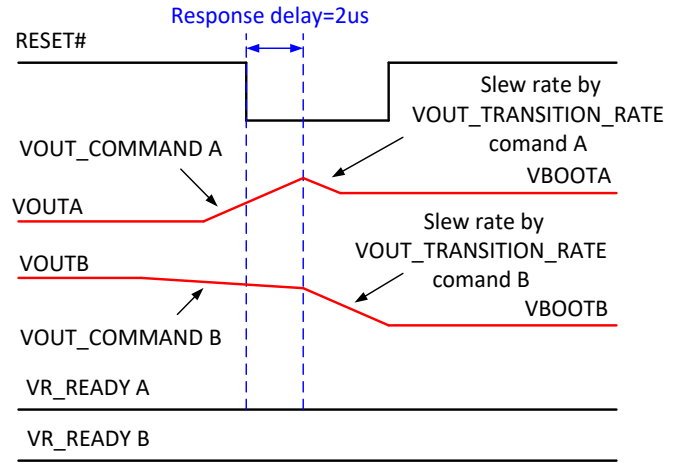 Response delay=2us
RESET#
Slew rate by
VOUT_TRANSITION_RATE
comand A
VOUT_COMMAND A
VBOOTA
VOUTA
Slew rate by
VOUT_TRANSITION_RATE
comand B
VOUTB
VBOOTB
VOUT_COMMAND B
VR_READY A
VR_READY B